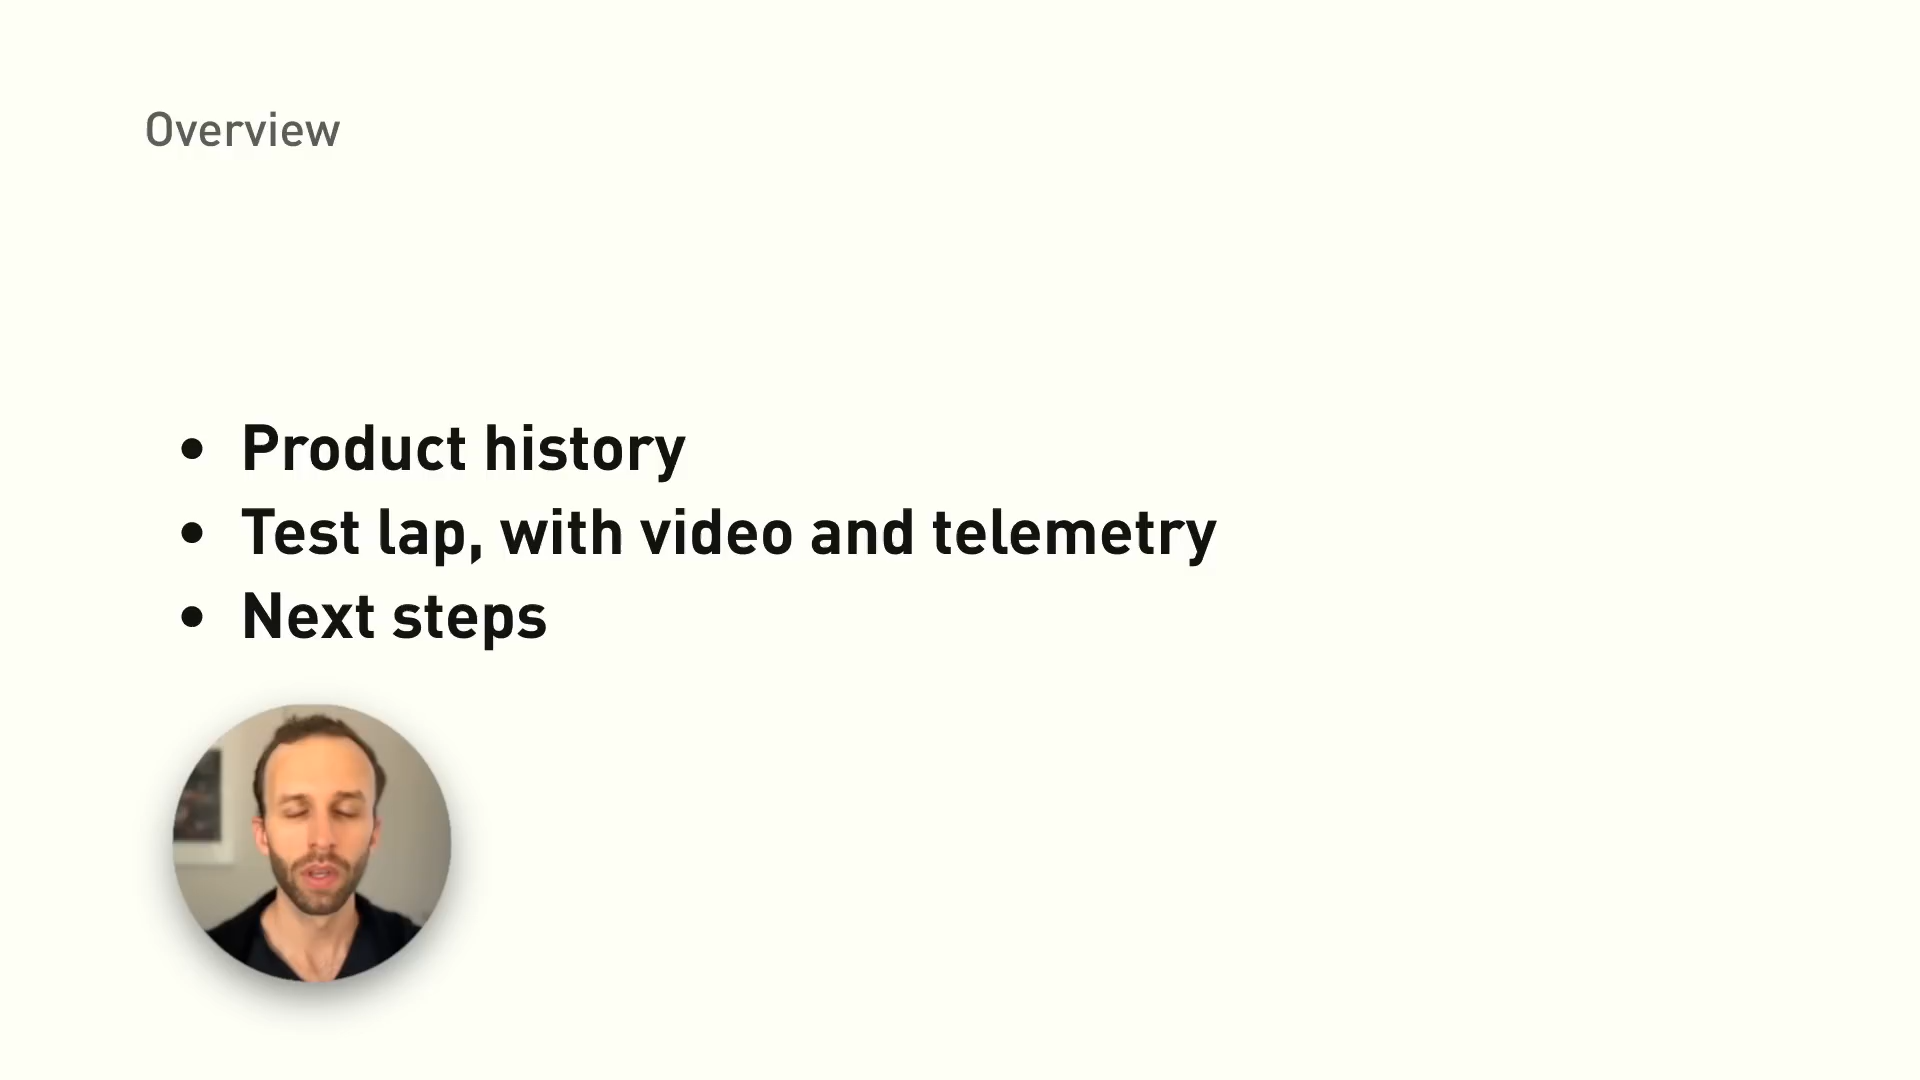 Overview
• Product history
• Test lap, with video and telemetry
• Next steps